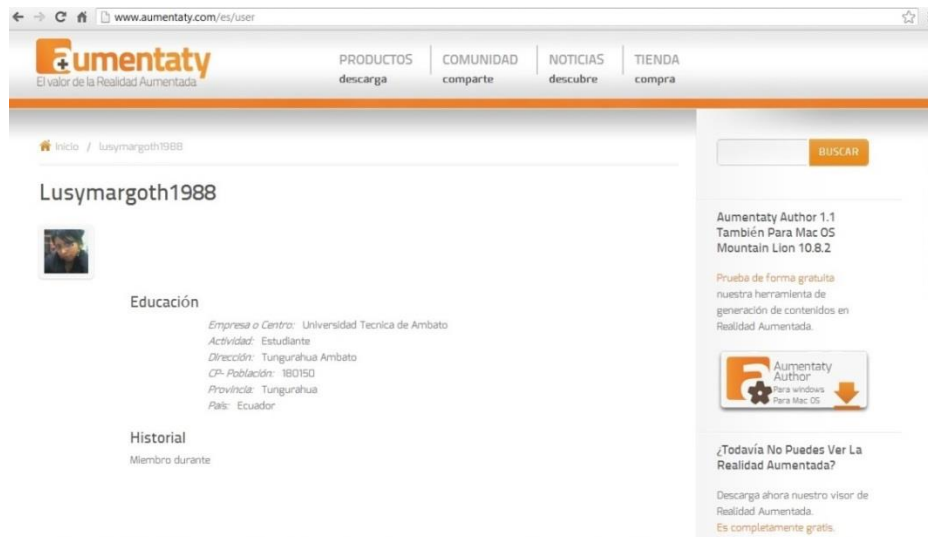 www.aumentaty.com/es/user
aumentaty
El valor de la Realidad Aumentada
PRODUCTOS
descarga
COMUNIDAD
comparte
NOTICIAS
descubre
TIENDA
compra
Inicio / lusymargoth1988
Lusymargoth1988
Educación
Empresa o Centro: Universidad Tecnica de Ambato
Actividad: Estudiante
Dirección: Tungurahua Ambato
CP- Población: 180150
Provincia: Tungurahua
País: Ecuador
Historial
Miembro durante
BUSCAR
Aumentaty Author 1.1
También Para Mac OS
Mountain Lion 10.8.2
Prueba de forma gratuita
nuestra herramienta de
generación de contenidos en
Realidad Aumentada.
Aumentaty
Author
Para windows
Para Mac OS
¿Todavía No Puedes Ver La
Realidad Aumentada?
Descarga ahora nuestro visor de
Realidad Aumentada.
Es completamente gratis.